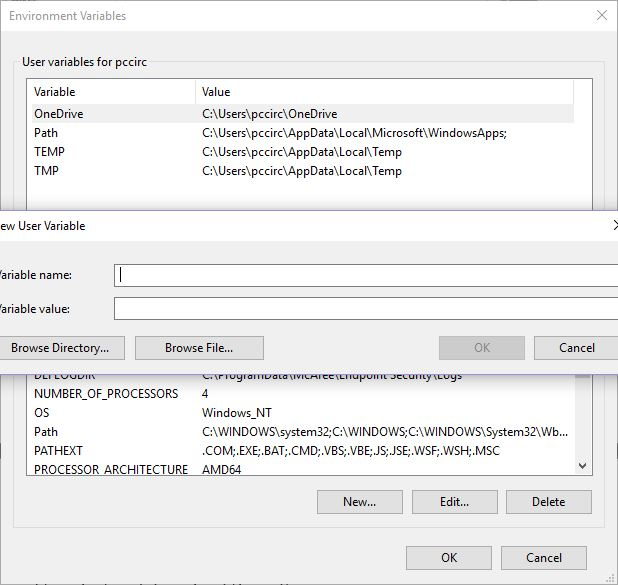 Environment Variables
User variables for pccirc
Variable Value
OneDrive C:\Users\pccirc\OneDrive
Path C:\Users\pccirc\AppData\Local\Microsoft\WindowsApps;
TEMP C:\Users\pccirc\AppData\Local\Temp
TMP C:\Users\pccirc\AppData\Local\Temp
ew User Variable
Variable name:
Variable value:
Browse Directory... Browse File... OK Cancel
DEFLOGDIR C:\ProgramData\McAfee\Endpoint Security\Logs
NUMBER_OF_PROCESSORS 4
OS Windows_NT
Path C:\WINDOWS\system32;C:\WINDOWS;C:\WINDOWS\System32\Wb...
PATHEXT .COM;.EXE;.BAT;.CMD;.VBS;.VBE;.JS;.JSE;.WSF;.WSH;.MSC
PROCESSOR_ARCHITECTURE AMD64
New... Edit... Delete
OK Cancel